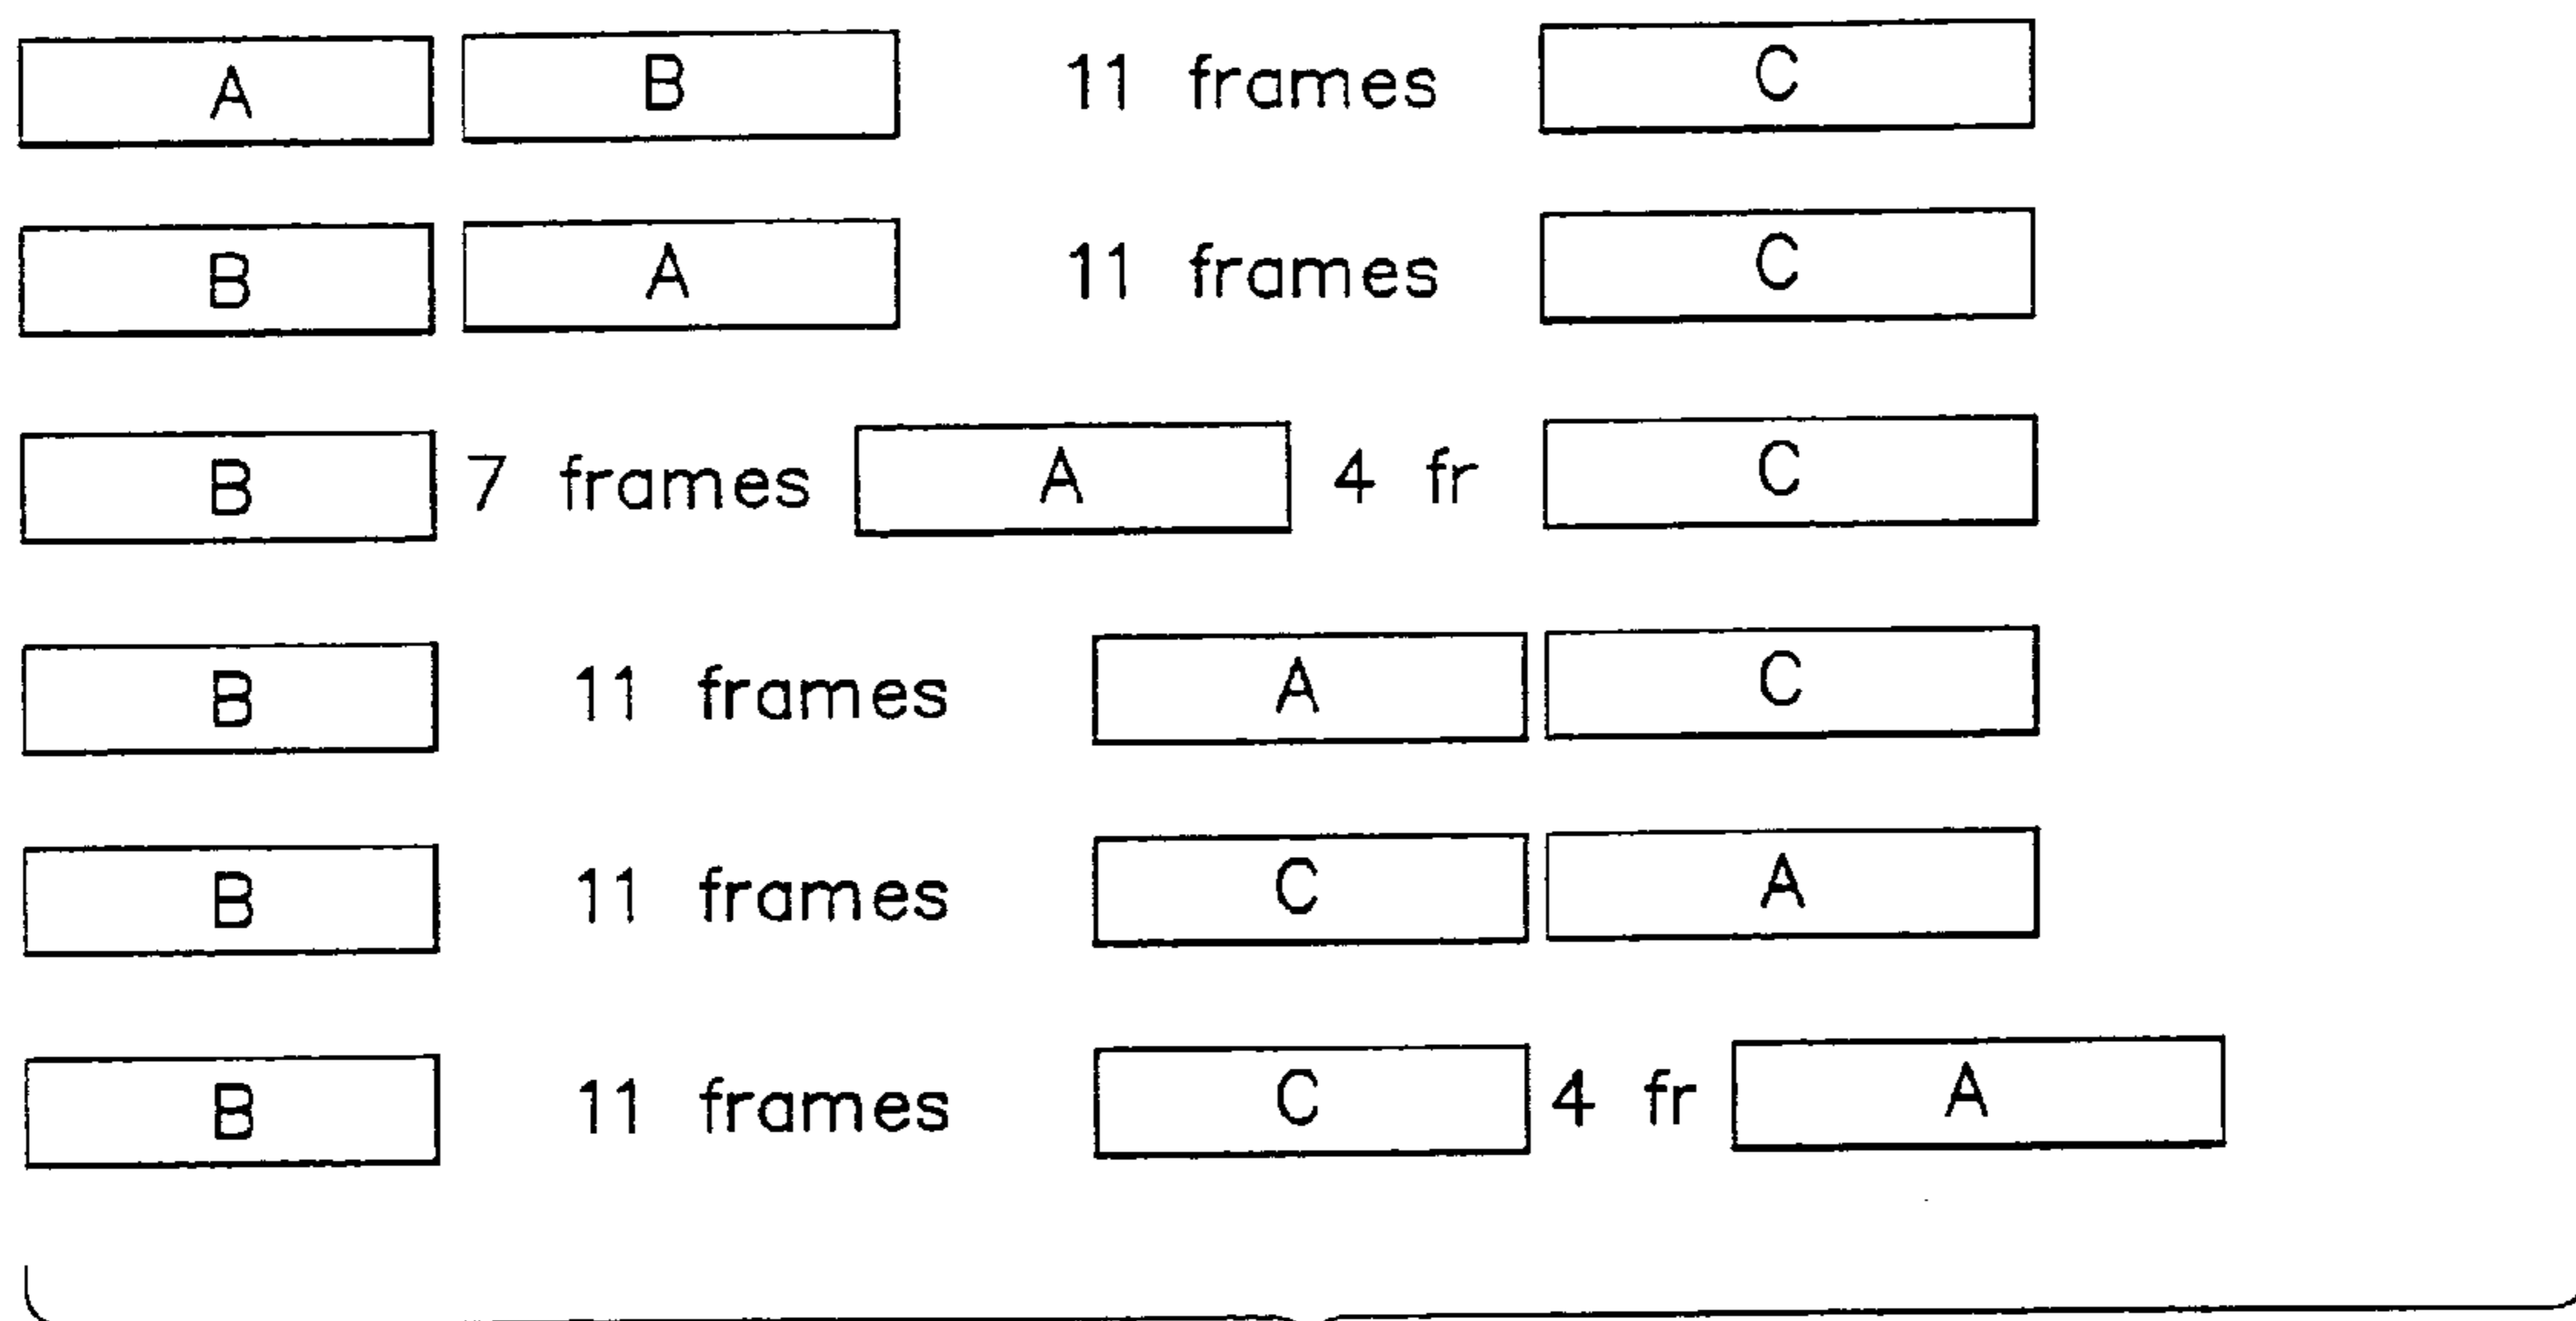 A B 11 frames C
B A 11 frames C
B 7 frames A 4 fr C
B 11 frames A C
B 11 frames C A
B 11 frames C 4 fr A